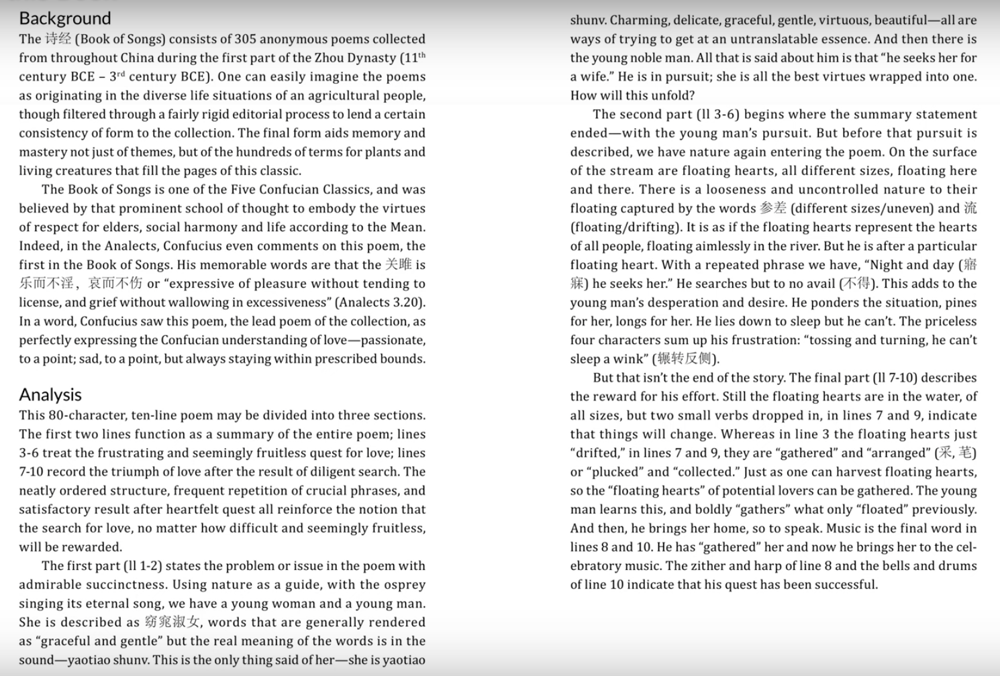 Background
The 诗经 (Book of Songs) consists of 305 anonymous poems collected
from throughout China during the first part of the Zhou Dynasty (11th
century BCE – 3rd century BCE). One can easily imagine the poems
as originating in the diverse life situations of an agricultural people,
though filtered through a fairly rigid editorial process to lend a certain
consistency of form to the collection. The final form aids memory and
mastery not just of themes, but of the hundreds of terms for plants and
living creatures that fill the pages of this classic.
The Book of Songs is one of the Five Confucian Classics, and was
believed by that prominent school of thought to embody the virtues
of respect for elders, social harmony and life according to the Mean.
Indeed, in the Analects, Confucius even comments on this poem, the
first in the Book of Songs. His memorable words are that the 关雎 is
乐而不淫，哀而不伤 or “expressive of pleasure without tending to
license, and grief without wallowing in excessiveness” (Analects 3.20).
In a word, Confucius saw this poem, the lead poem of the collection, as
perfectly expressing the Confucian understanding of love—passionate,
to a point; sad, to a point, but always staying within prescribed bounds.
Analysis
This 80-character, ten-line poem may be divided into three sections.
The first two lines function as a summary of the entire poem; lines
3-6 treat the frustrating and seemingly fruitless quest for love; lines
7-10 record the triumph of love after the result of diligent search. The
neatly ordered structure, frequent repetition of crucial phrases, and
satisfactory result after heartfelt quest all reinforce the notion that
the search for love, no matter how difficult and seemingly fruitless,
will be rewarded.
The first part (ll 1-2) states the problem or issue in the poem with
admirable succinctness. Using nature as a guide, with the osprey
singing its eternal song, we have a young woman and a young man.
She is described as 窈窕淑女, words that are generally rendered
as “graceful and gentle” but the real meaning of the words is in the
sound—yaotiao shunv. This is the only thing said of her—she is yaotiao
shunv. Charming, delicate, graceful, gentle, virtuous, beautiful—all are
ways of trying to get at an untranslatable essence. And then there is
the young noble man. All that is said about him is that “he seeks her for
a wife.” He is in pursuit; she is all the best virtues wrapped into one.
How will this unfold?
The second part (ll 3-6) begins where the summary statement
ended—with the young man’s pursuit. But before that pursuit is
described, we have nature again entering the poem. On the surface
of the stream are floating hearts, all different sizes, floating here
and there. There is a looseness and uncontrolled nature to their
floating captured by the words 参差 (different sizes/uneven) and 流
(floating/drifting). It is as if the floating hearts represent the hearts
of all people, floating aimlessly in the river. But he is after a particular
floating heart. With a repeated phrase we have, “Night and day (寤
寐) he seeks her.” He searches but to no avail (不得). This adds to the
young man’s desperation and desire. He ponders the situation, pines
for her, longs for her. He lies down to sleep but he can’t. The priceless
four characters sum up his frustration: “tossing and turning, he can’t
sleep a wink” (辗转反侧).
But that isn’t the end of the story. The final part (ll 7-10) describes
the reward for his effort. Still the floating hearts are in the water, of
all sizes, but two small verbs dropped in, in lines 7 and 9, indicate
that things will change. Whereas in line 3 the floating hearts just
“drifted,” in lines 7 and 9, they are “gathered” and “arranged” (采, 芼)
or “plucked” and “collected.” Just as one can harvest floating hearts,
so the “floating hearts” of potential lovers can be gathered. The young
man learns this, and boldly “gathers” what only “floated” previously.
And then, he brings her home, so to speak. Music is the final word in
lines 8 and 10. He has “gathered” her and now he brings her to the cel-
ebratory music. The zither and harp of line 8 and the bells and drums
of line 10 indicate that his quest has been successful.